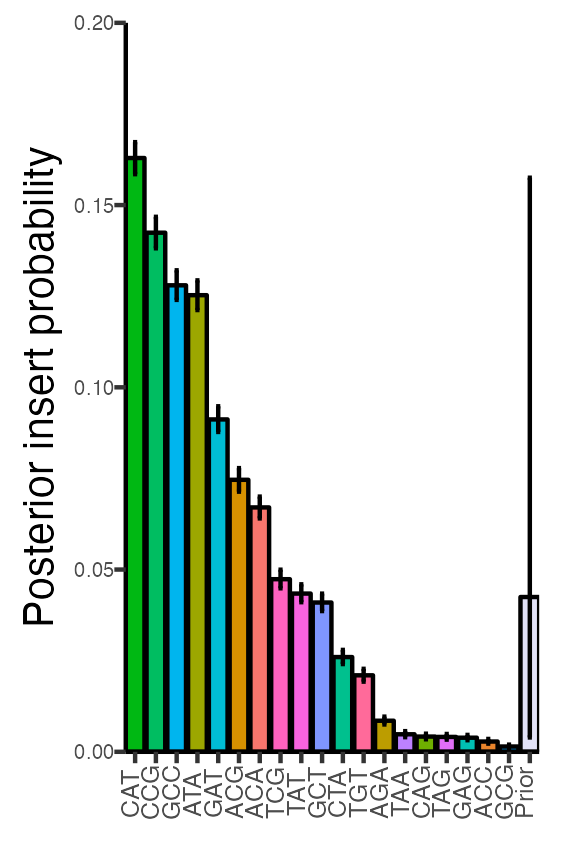 Posterior insert probability
0.20
0.15
0.10
0.05
0.00
CAT
CCG
GCC
ATA
GAT
ACG
ACA
TCG
TAT
GCT
CTA
TGT
AGA
TAA
CAG
TAG
GAG
ACC
GCG
Prior